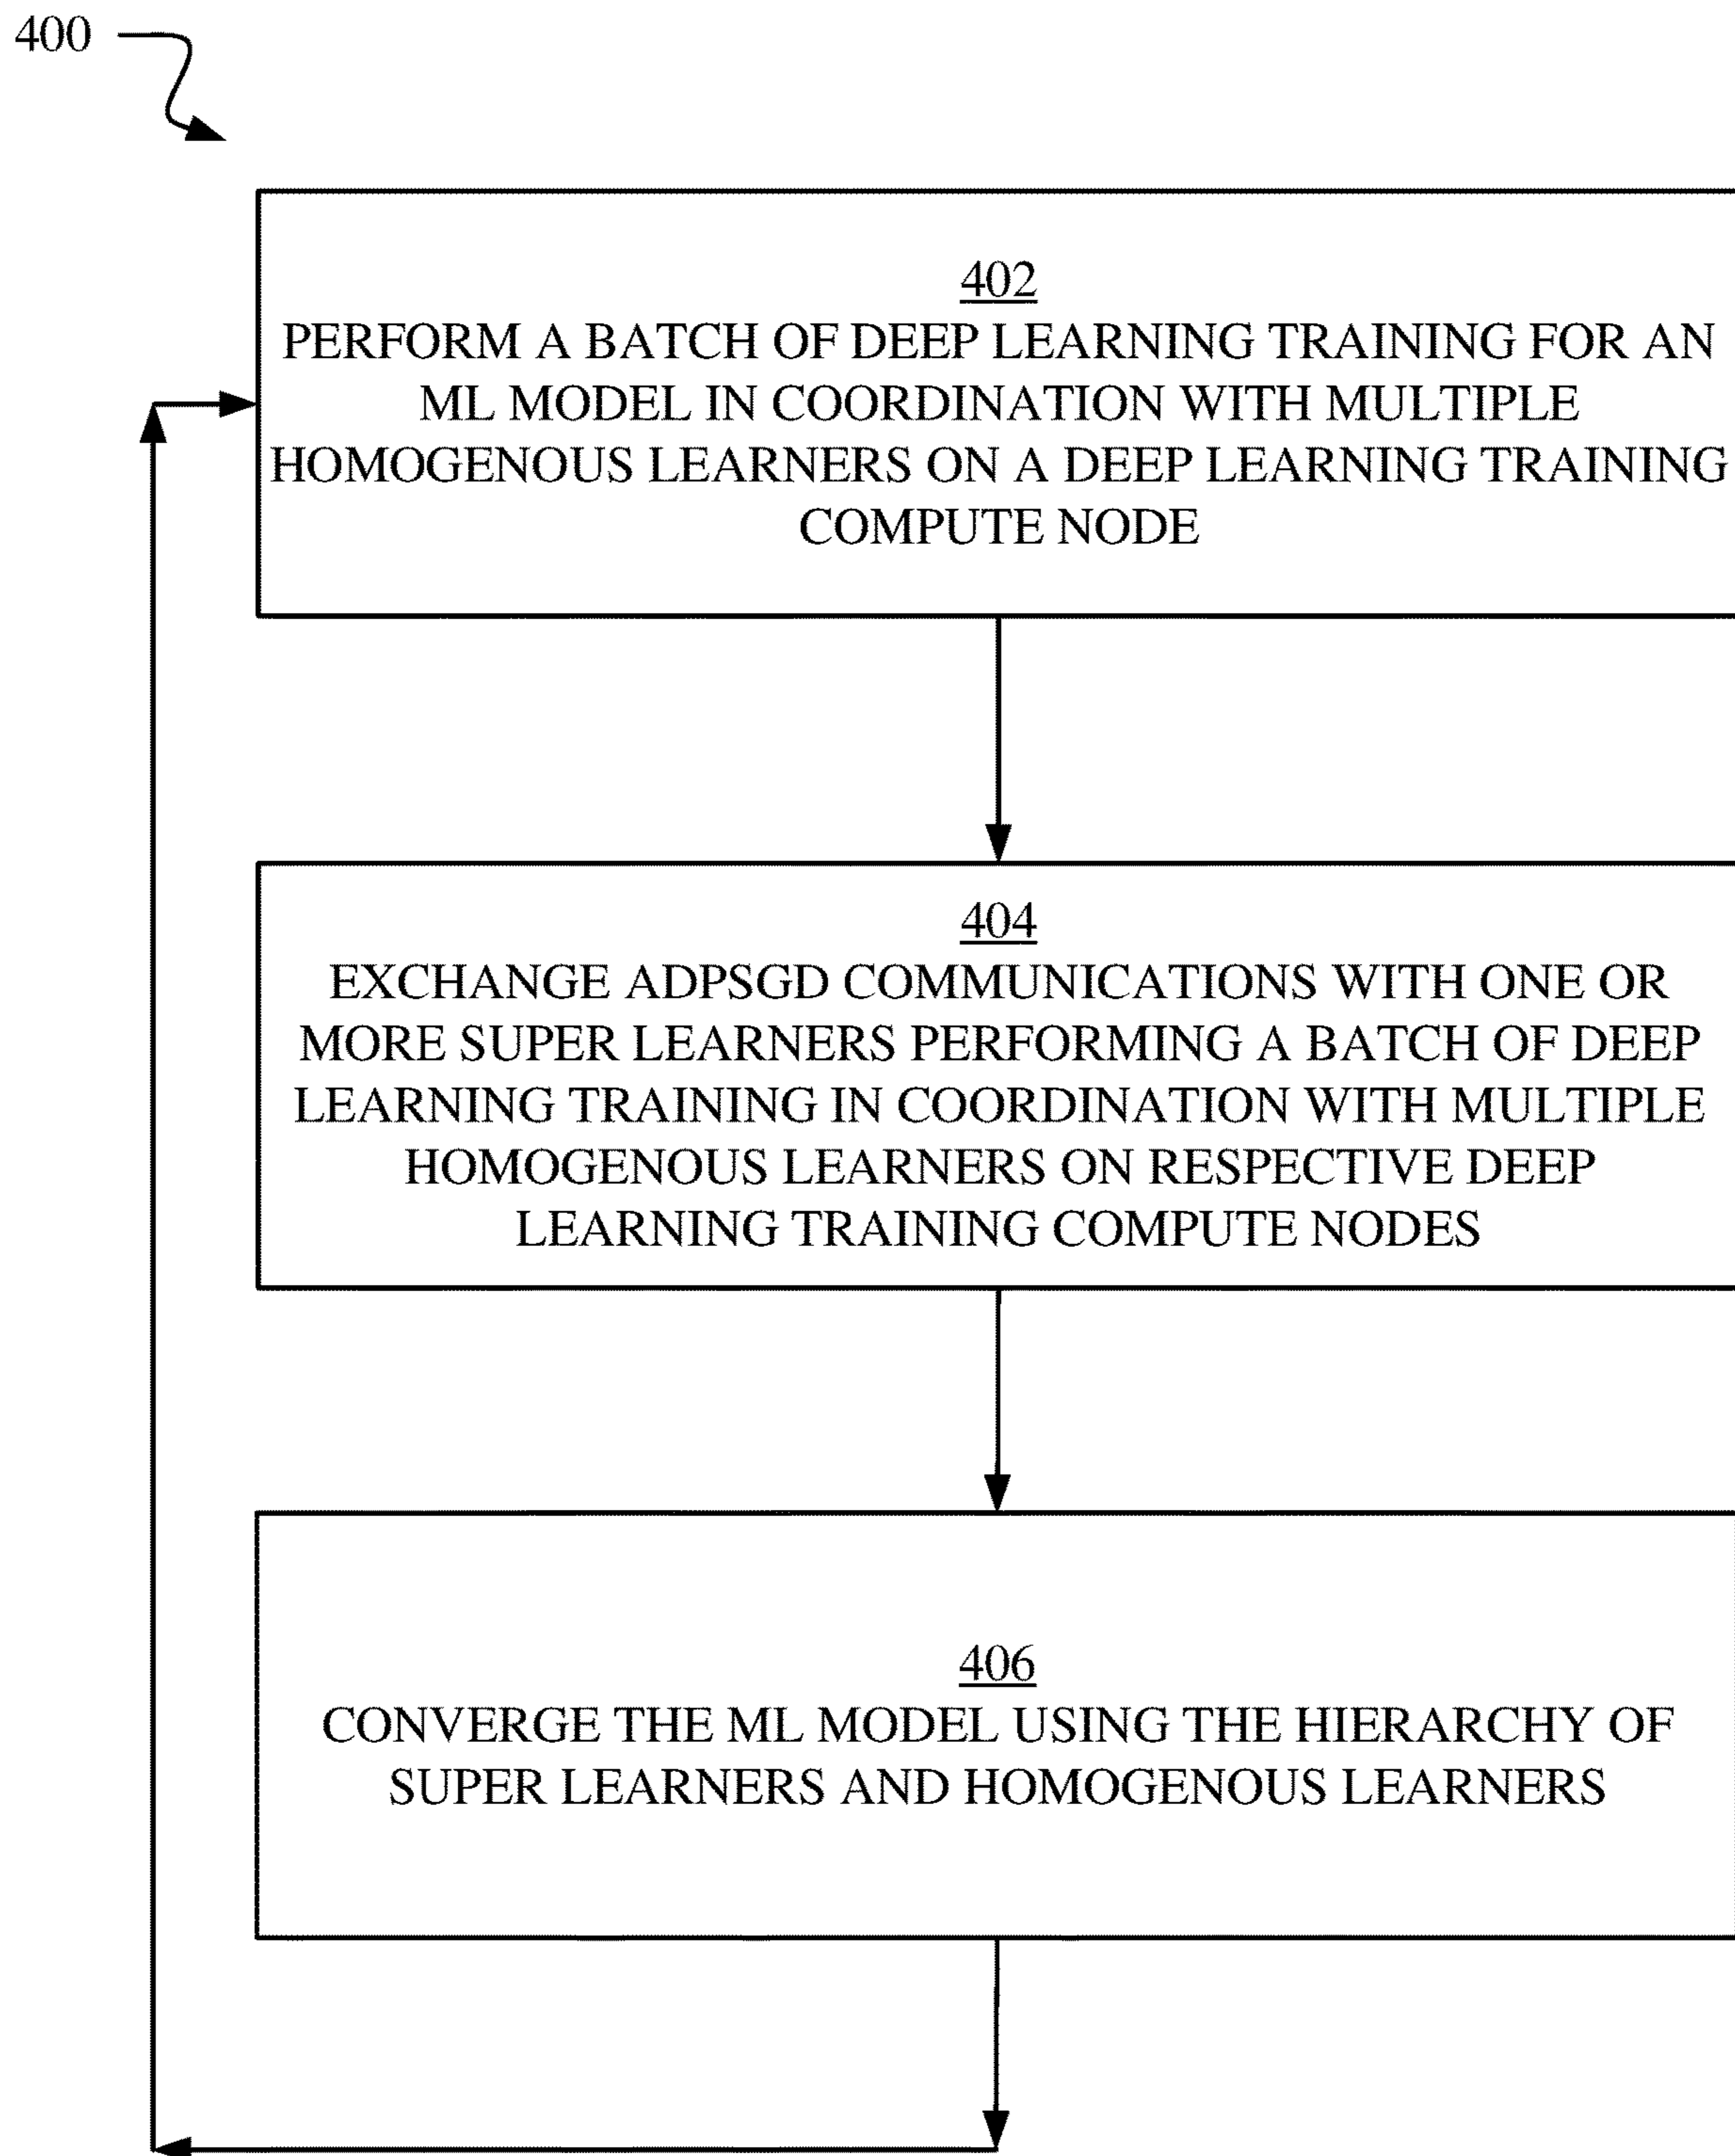 400
402
PERFORM A BATCH OF DEEP LEARNING TRAINING FOR AN
ML MODEL IN COORDINATION WITH MULTIPLE
HOMOGENOUS LEARNERS ON A DEEP LEARNING TRAINING
COMPUTE NODE
404
EXCHANGE ADPSGD COMMUNICATIONS WITH ONE OR
MORE SUPER LEARNERS PERFORMING A BATCH OF DEEP
LEARNING TRAINING IN COORDINATION WITH MULTIPLE
HOMOGENOUS LEARNERS ON RESPECTIVE DEEP
LEARNING TRAINING COMPUTE NODES
406
CONVERGE THE ML MODEL USING THE HIERARCHY OF
SUPER LEARNERS AND HOMOGENOUS LEARNERS